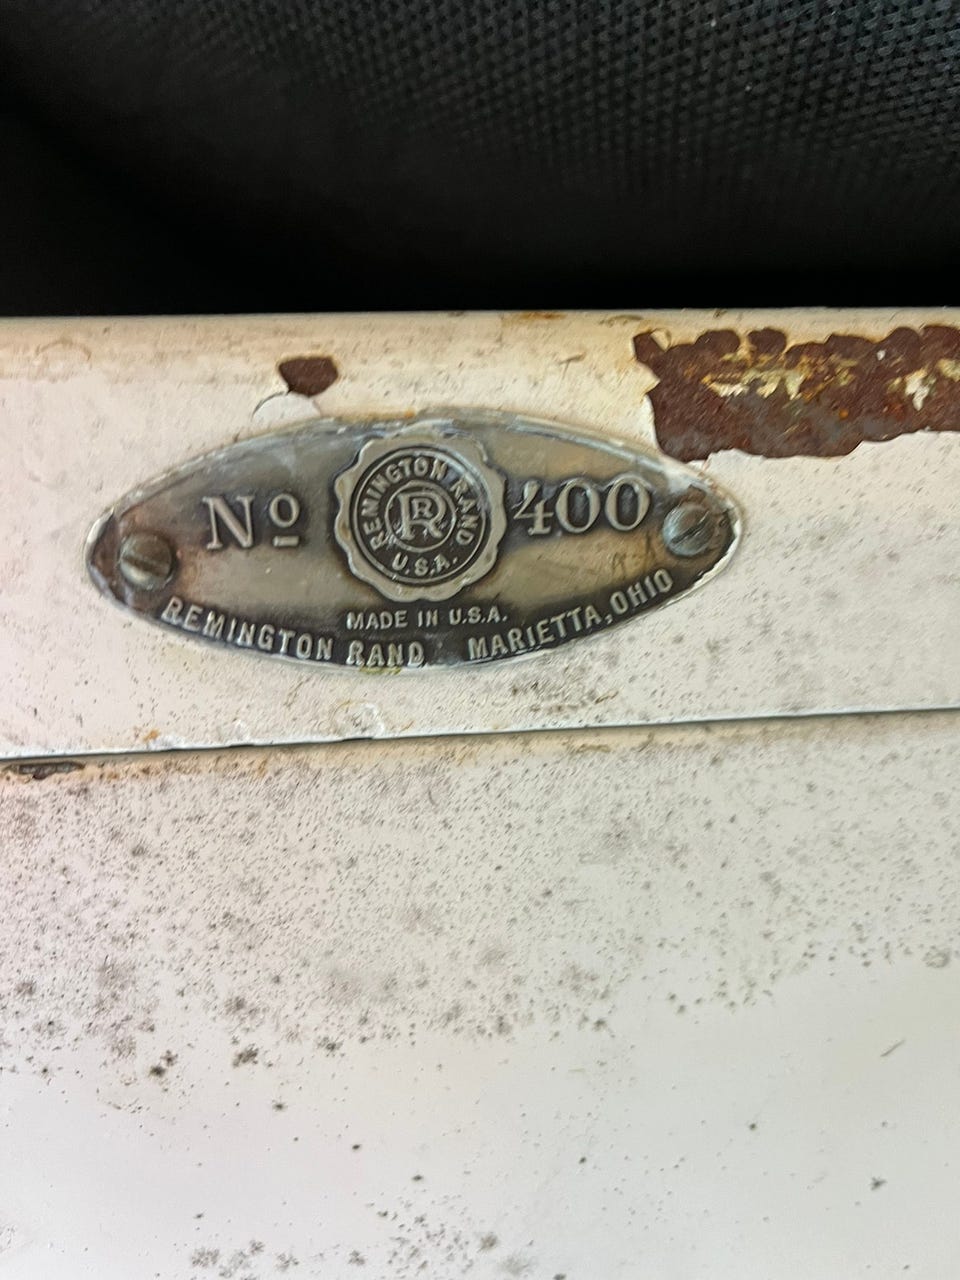 Nº 400
REMINGTON RAND
R
U.S.A.
MADE IN U.S.A.
REMINGTON RAND MARIETTA, OHIO